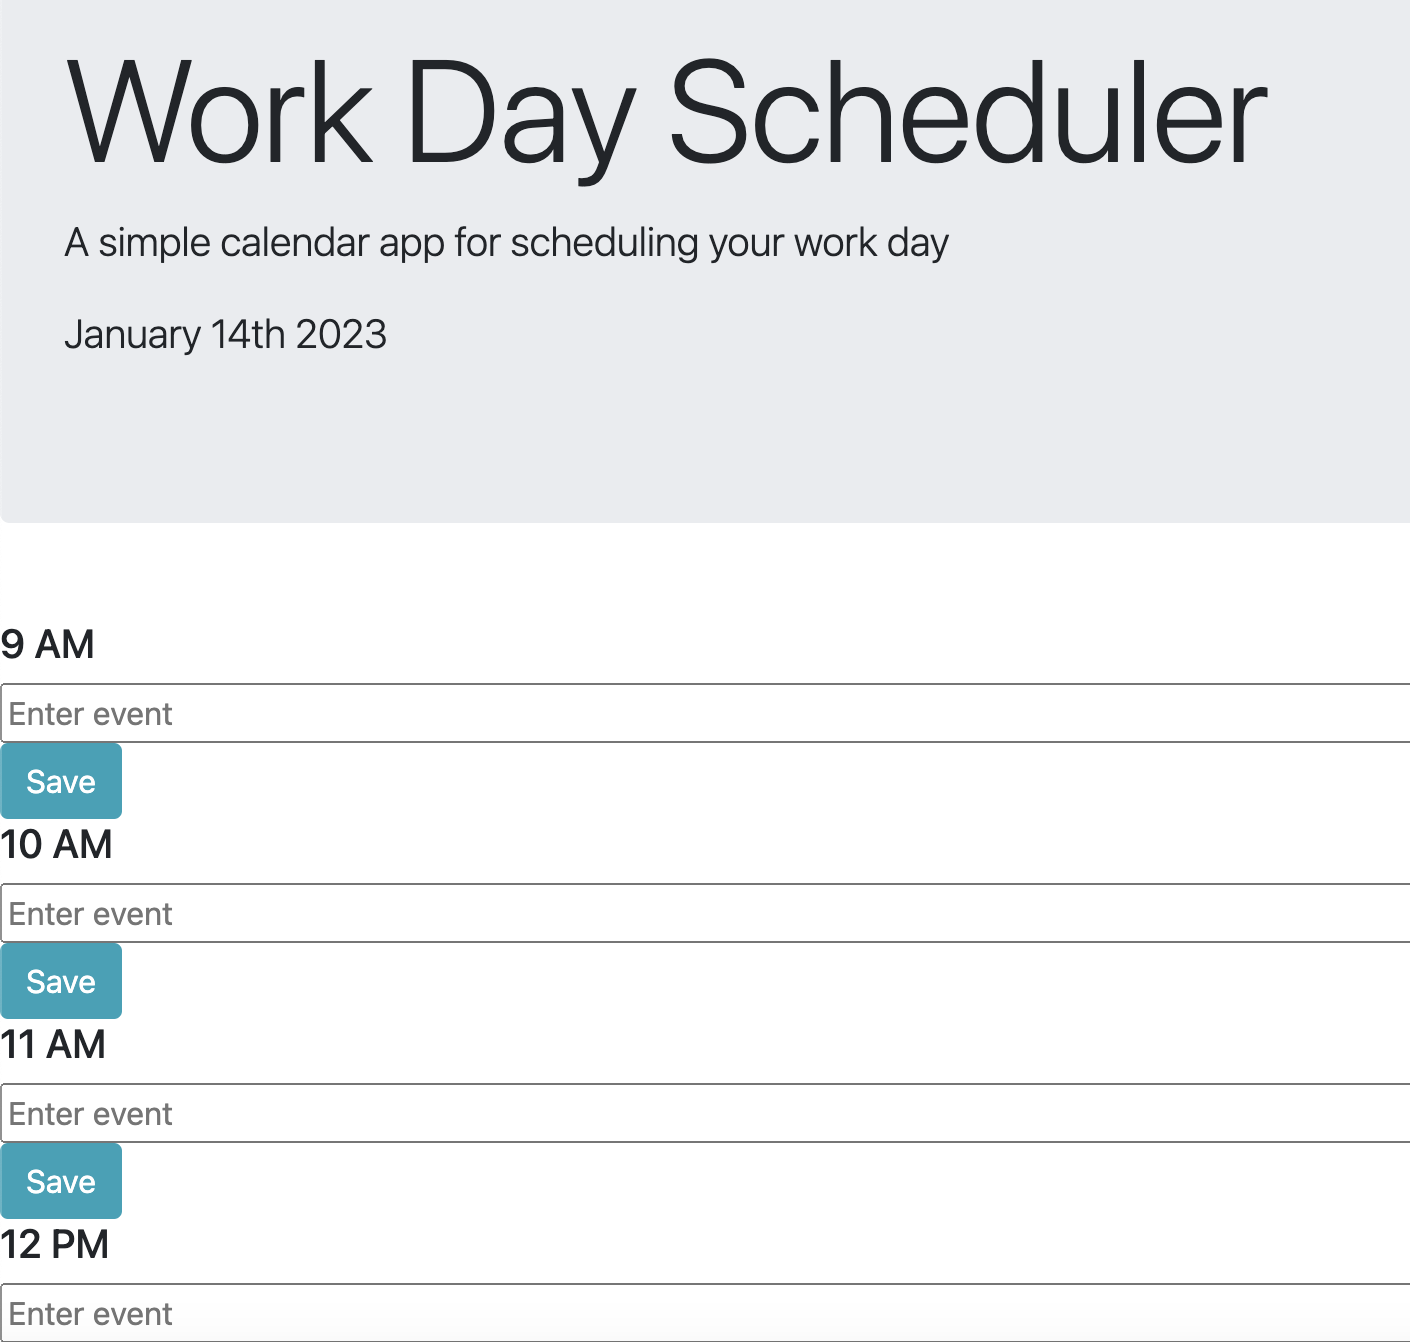 Work Day Scheduler
A simple calendar app for scheduling your work day
January 14th 2023
9 AM
Enter event
Save
10 AM
Enter event
Save
11 AM
Enter event
Save
12 PM
Enter event